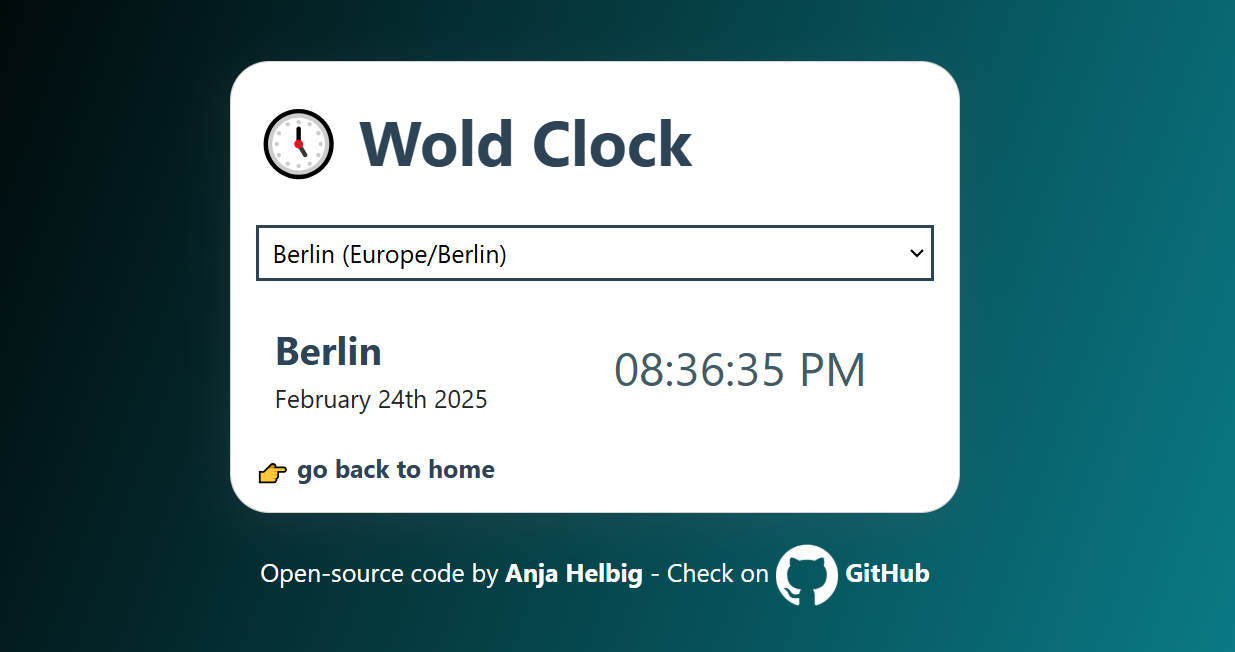 Wold Clock
Berlin (Europe/Berlin)
Berlin
08:36:35 PM
February 24th 2025
👉 go back to home
Open-source code by Anja Helbig - Check on GitHub